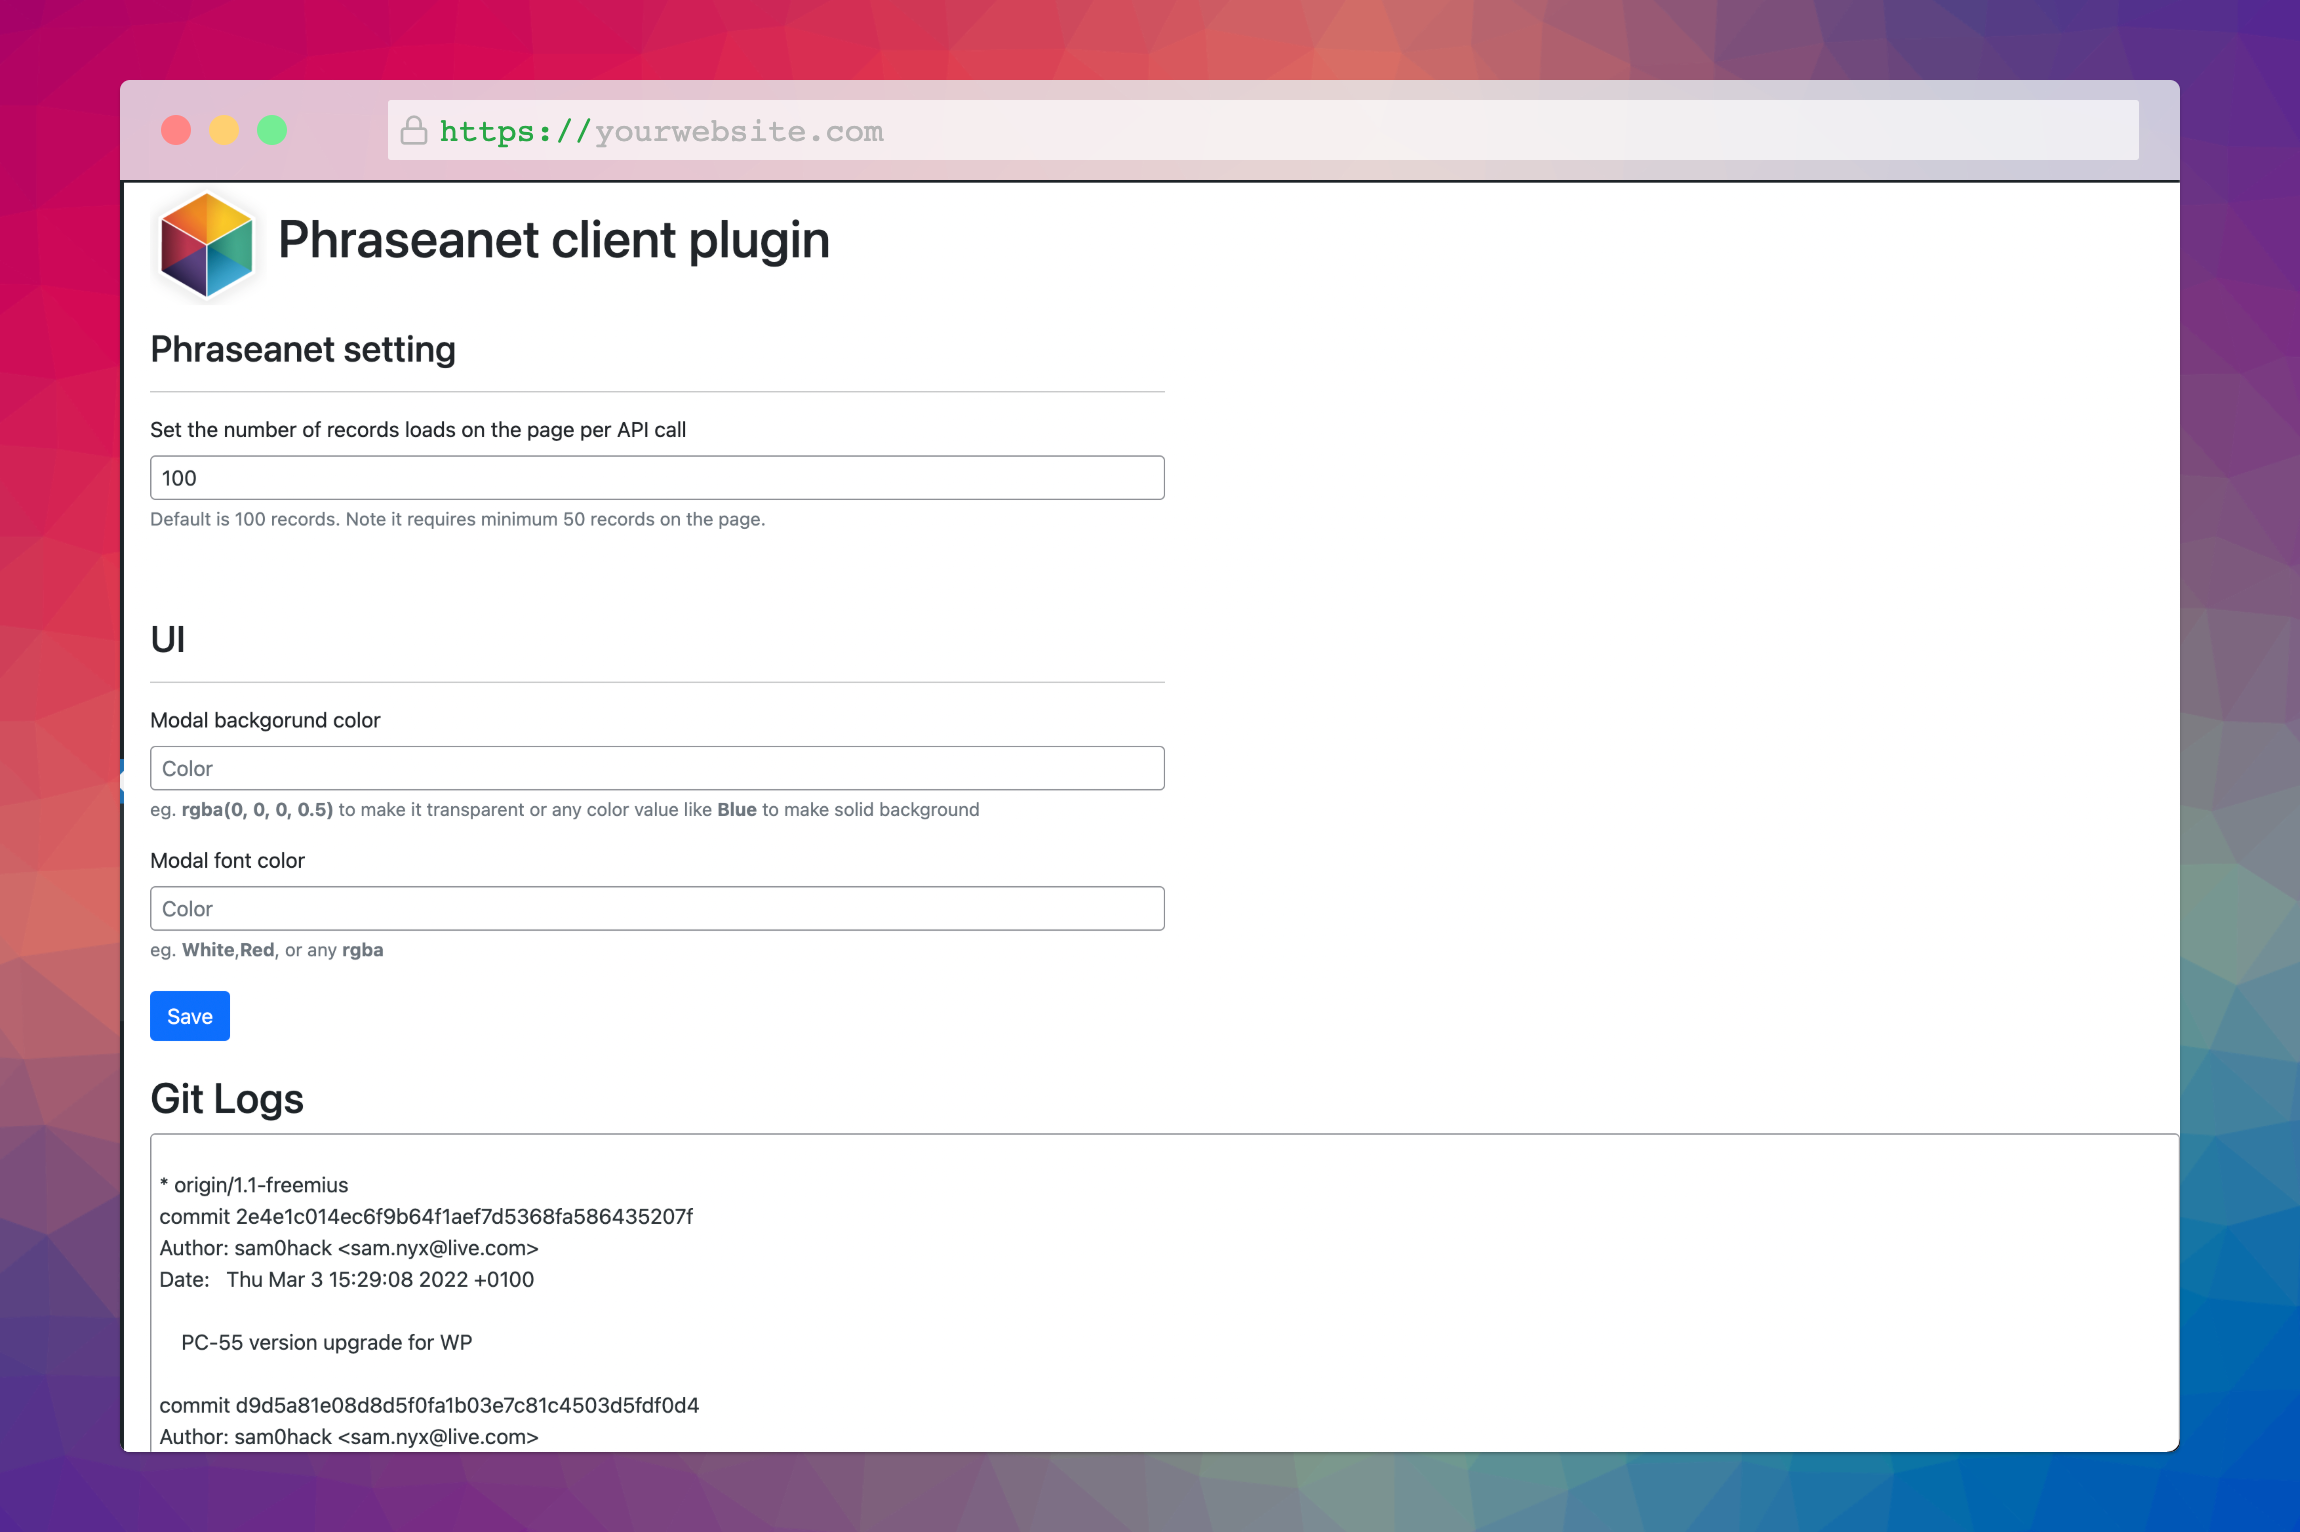 https://yourwebsite.com
Phraseanet client plugin
Phraseanet setting
Set the number of records loads on the page per API call
100
Default is 100 records. Note it requires minimum 50 records on the page.
UI
Modal backgorund color
Color
eg. rgba(0, 0, 0, 0.5) to make it transparent or any color value like Blue to make solid background
Modal font color
Color
eg. White,Red, or any rgba
Save
Git Logs
* origin/1.1-freemius
commit 2e4e1c014ec6f9b64f1aef7d5368fa586435207f
Author: sam0hack <sam.nyx@live.com>
Date:   Thu Mar 3 15:29:08 2022 +0100
PC-55 version upgrade for WP
commit d9d5a81e08d8d5f0fa1b03e7c81c4503d5fdf0d4
Author: sam0hack <sam.nyx@live.com>